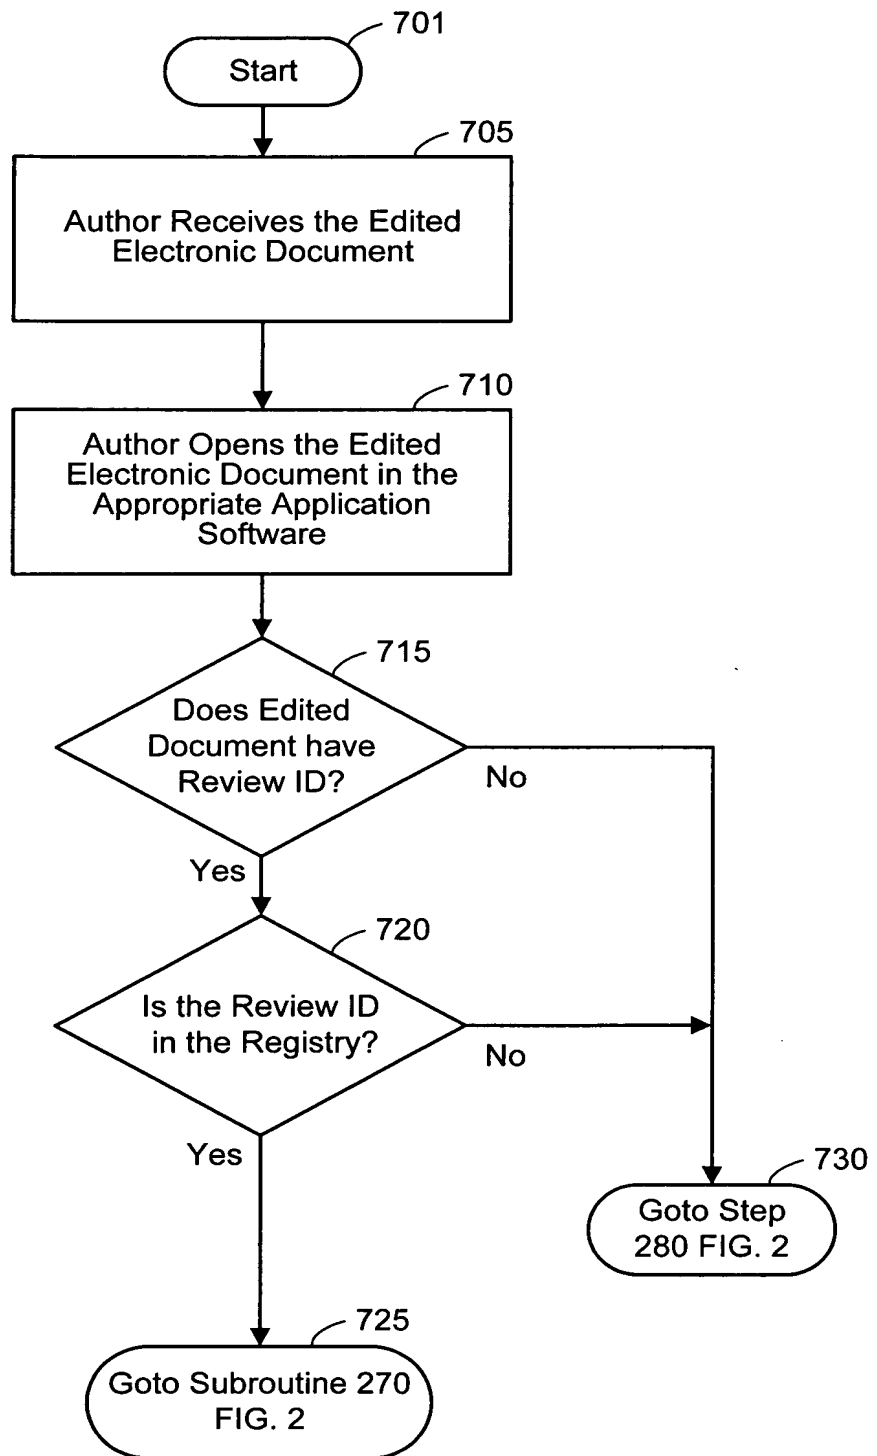 701
Start
705
Author Receives the Edited
Electronic Document
710
Author Opens the Edited
Electronic Document in the
Appropriate Application
Software
715
Does Edited
Document have
Review ID?
No
Yes
720
Is the Review ID
in the Registry?
No
Yes
730
Goto Step
280 FIG. 2
725
Goto Subroutine 270
FIG. 2